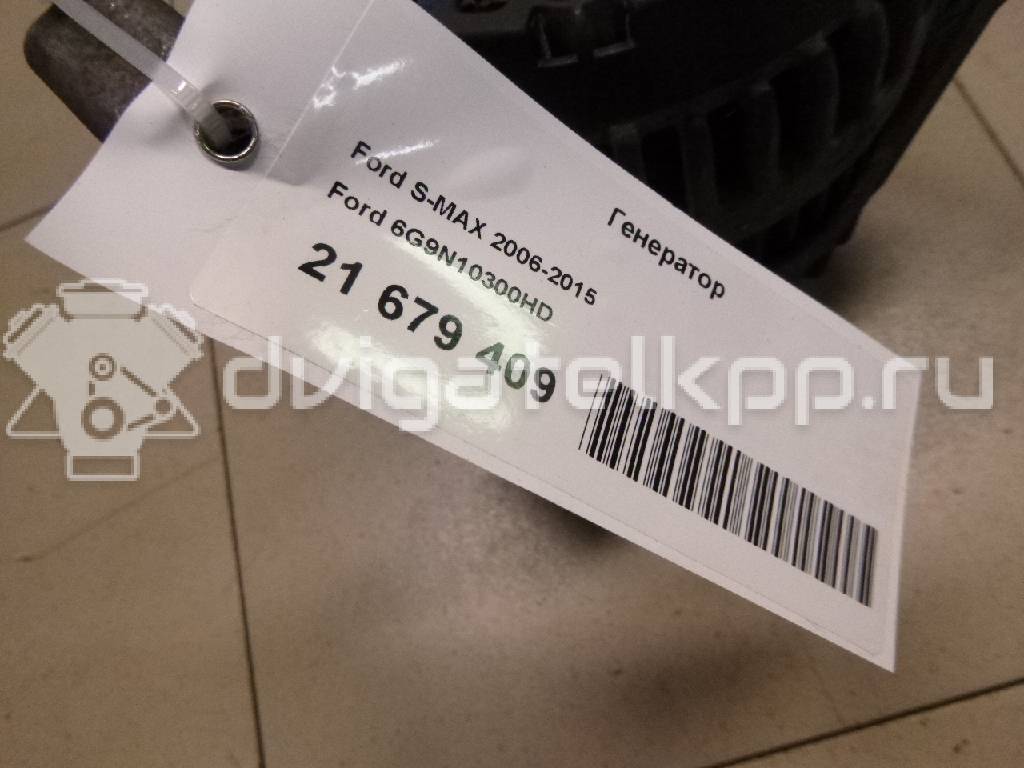 Генератор
Ford S-MAX 2006-2015
Ford 6G9N10300HD
21 679 409
dvigatelkpp.ru